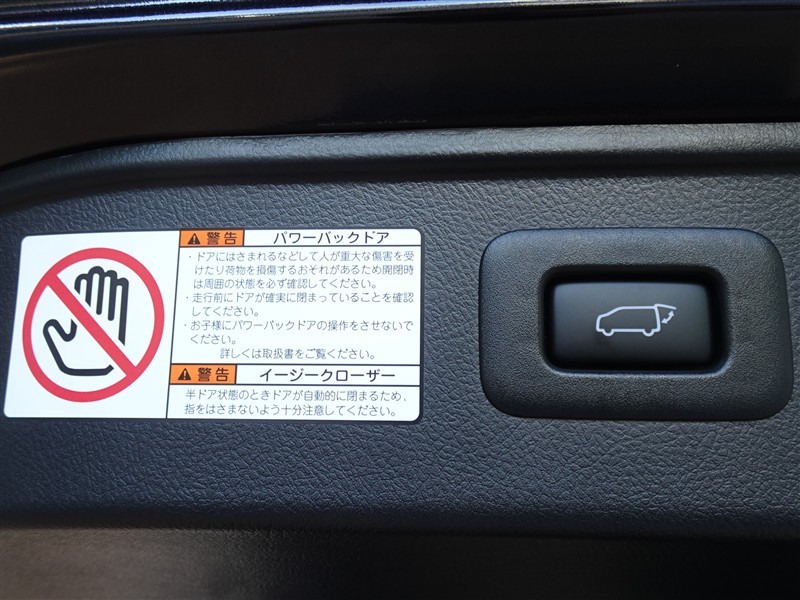 ⚠警告 パワーバックドア
・ドアにはさまれるなどして人が重大な傷害を受
けたり荷物を損傷するおそれがあるため開閉時
は周囲の状態を必ず確認してください。
・走行前にドアが確実に閉まっていることを確認
してください。
・お子様にパワーバックドアの操作をさせないで
ください。
詳しくは取扱書をご覧ください。
⚠警告 イージークローザー
半ドア状態のときドアが自動的に閉まるため、
指をはさまないよう十分注意してください。